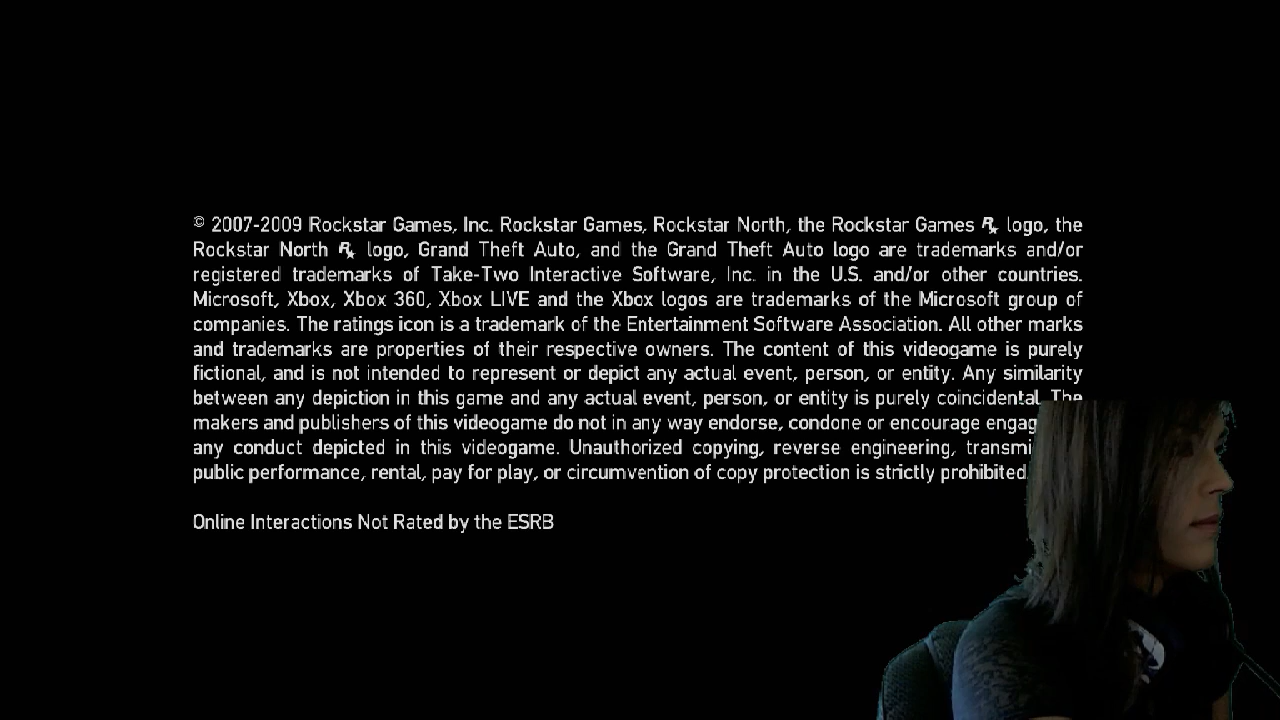 © 2007-2009 Rockstar Games, Inc. Rockstar Games, Rockstar North, the Rockstar Games R logo, the
Rockstar North R logo, Grand Theft Auto, and the Grand Theft Auto logo are trademarks and/or
registered trademarks of Take-Two Interactive Software, Inc. in the U.S. and/or other countries.
Microsoft, Xbox, Xbox 360, Xbox LIVE and the Xbox logos are trademarks of the Microsoft group of
companies. The ratings icon is a trademark of the Entertainment Software Association. All other marks
and trademarks are properties of their respective owners. The content of this videogame is purely
fictional, and is not intended to represent or depict any actual event, person, or entity. Any similarity
between any depiction in this game and any actual event, person, or entity is purely coincidental. The
makers and publishers of this videogame do not in any way endorse, condone or encourage
any conduct depicted in this videogame. Unauthorized copying, reverse engineering,
public performance, rental, pay for play, or circumvention of copy protection is strictly prohibited.
Online Interactions Not Rated by the ESRB